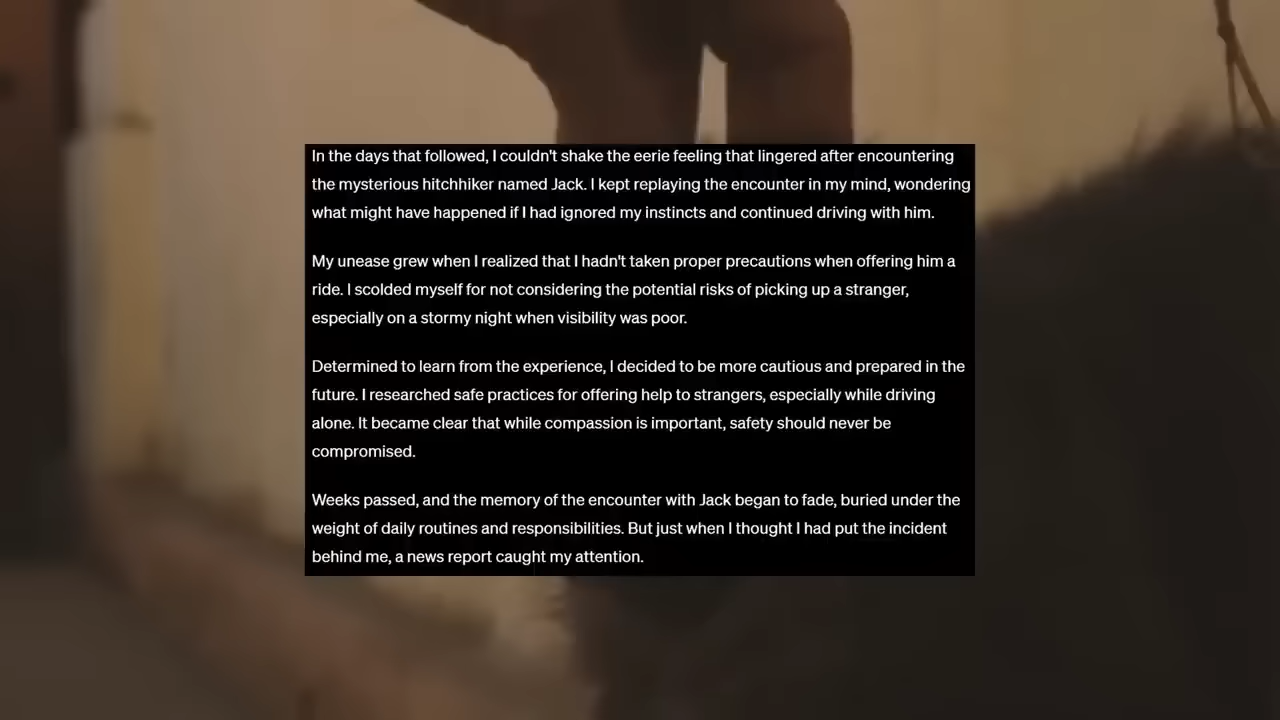 In the days that followed, I couldn't shake the eerie feeling that lingered after encountering
the mysterious hitchhiker named Jack. I kept replaying the encounter in my mind, wondering
what might have happened if I had ignored my instincts and continued driving with him.
My unease grew when I realized that I hadn't taken proper precautions when offering him a
ride. I scolded myself for not considering the potential risks of picking up a stranger,
especially on a stormy night when visibility was poor.
Determined to learn from the experience, I decided to be more cautious and prepared in the
future. I researched safe practices for offering help to strangers, especially while driving
alone. It became clear that while compassion is important, safety should never be
compromised.
Weeks passed, and the memory of the encounter with Jack began to fade, buried under the
weight of daily routines and responsibilities. But just when I thought I had put the incident
behind me, a news report caught my attention.